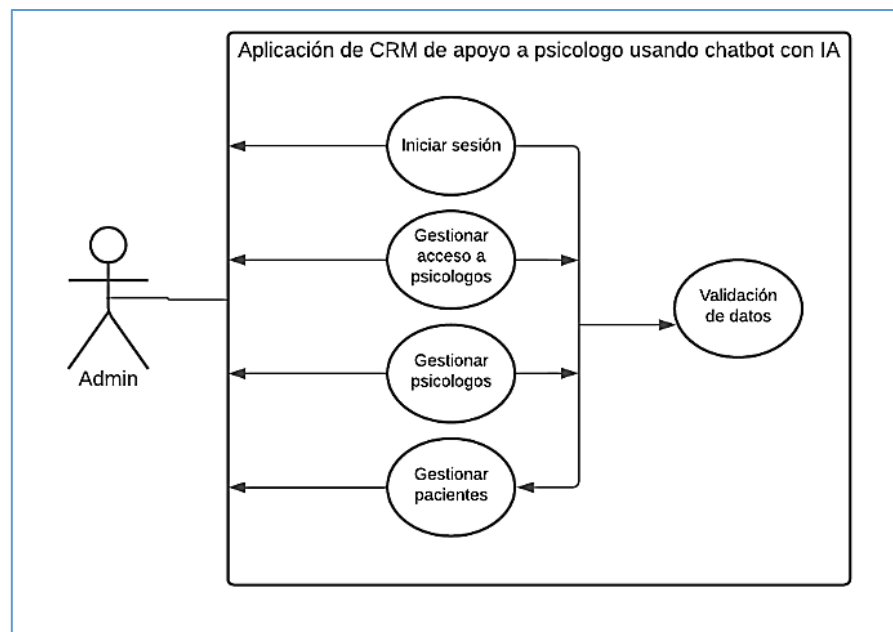 Aplicación de CRM de apoyo a psicologo usando chatbot con IA
Iniciar sesión
Gestionar
acceso a
psicologos
Validación
de datos
Gestionar
psicologos
Admin
Gestionar
pacientes